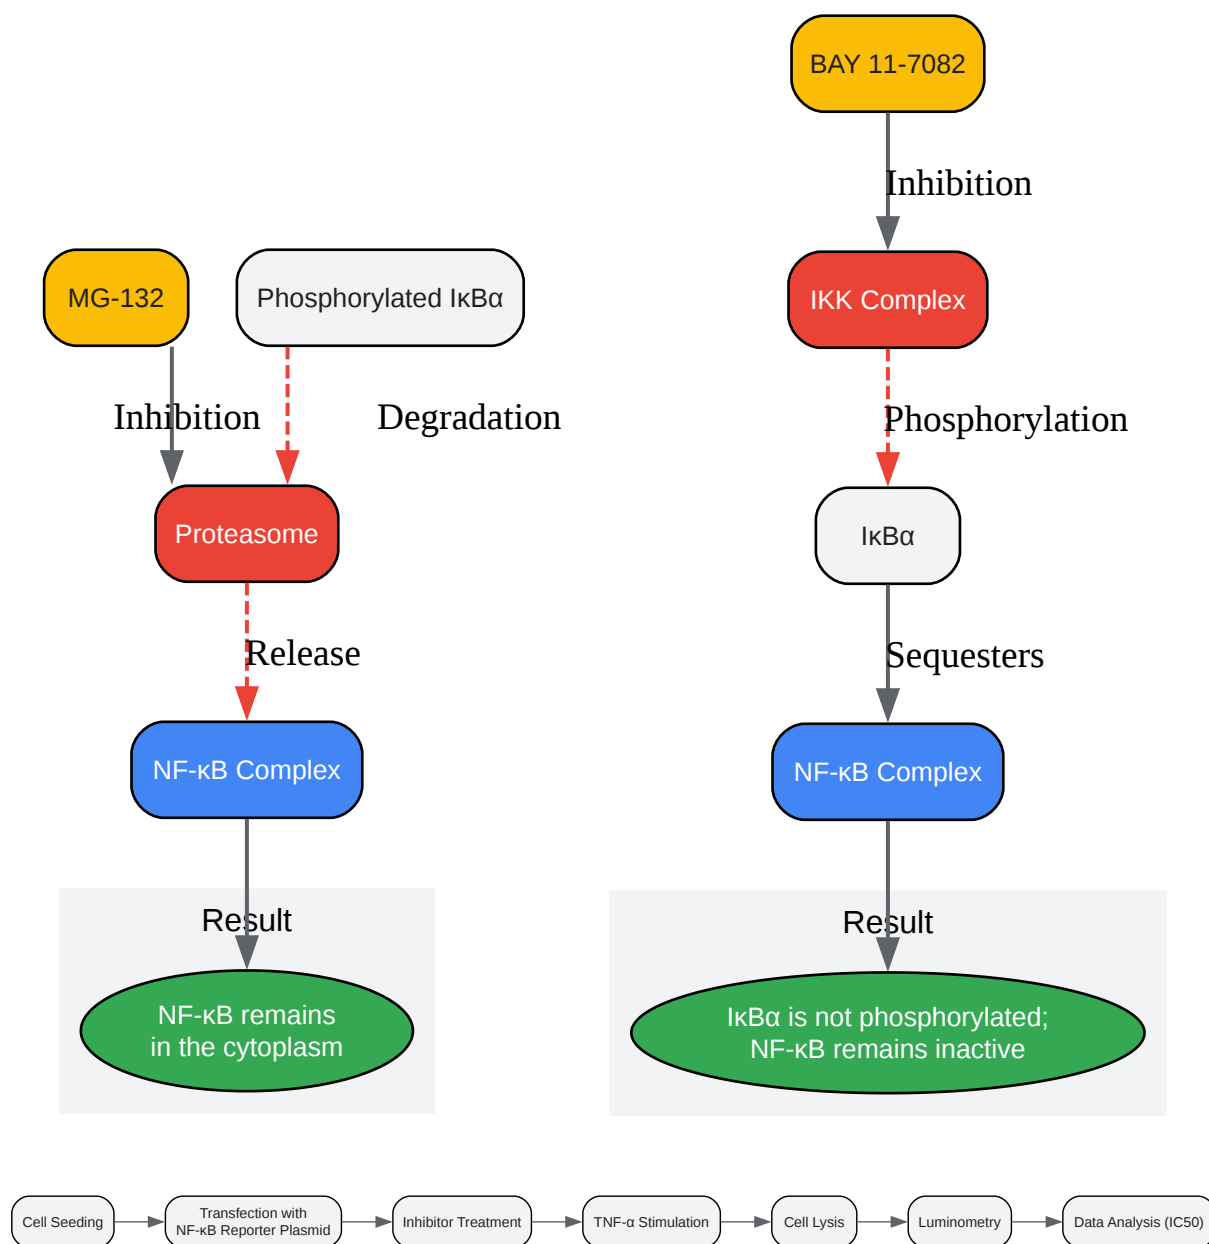 BAY 11-7082
Inhibition
MG-132
Phosphorylated IκBα
IKK Complex
Inhibition
Degradation
Phosphorylation
Proteasome
IκBα
Release
Sequesters
NF-κB Complex
NF-κB Complex
Result
Result
NF-κB remains
in the cytoplasm
IκBα is not phosphorylated;
NF-κB remains inactive
Cell Seeding
Transfection with
NF-κB Reporter Plasmid
Inhibitor Treatment
TNF-α Stimulation
Cell Lysis
Luminometry
Data Analysis (IC50)